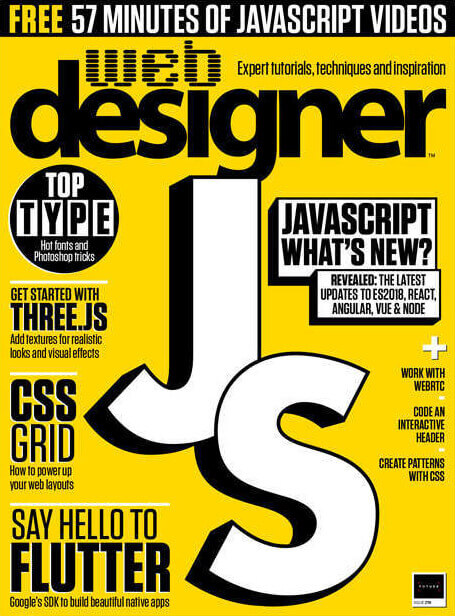 FREE 57 MINUTES OF JAVASCRIPT VIDEOS
web
Expert tutorials, techniques and inspiration
designer
TM
TOP
TYPE
Hot fonts and
Photoshop tricks
JS
JAVASCRIPT
WHAT'S NEW?
REVEALED: THE LATEST
UPDATES TO ES2018, REACT,
ANGULAR, VUE & NODE
GET STARTED WITH
THREE.JS
Add textures for realistic
looks and visual effects
CSS
GRID
How to power up
your web layouts
SAY HELLO TO
FLUTTER
Google's SDK to build beautiful native apps
+
WORK WITH
WEBRTC
CODE AN
INTERACTIVE
HEADER
CREATE PATTERNS
WITH CSS
FUTURE